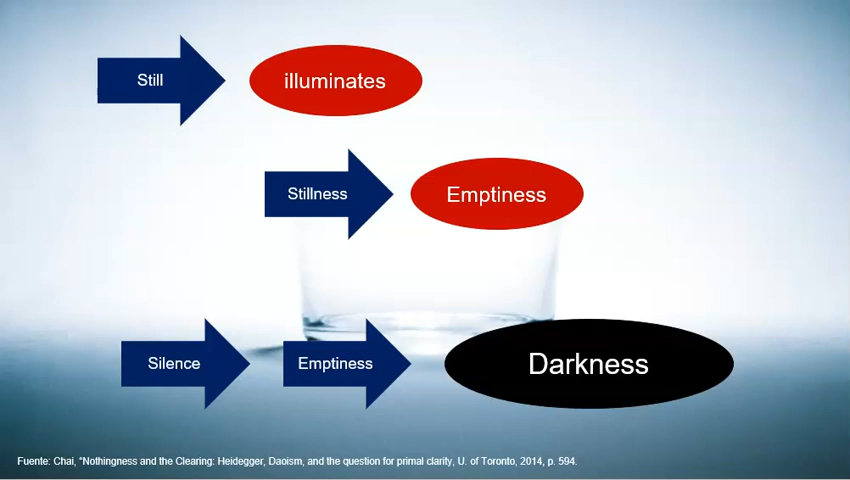 Still
illuminates
Stillness
Emptiness
Silence
Emptiness
Darkness
Fuente: Chai, “Nothingness and the Clearing: Heidegger, Daoism, and the question for primal clarity, U. of Toronto, 2014, p. 594.